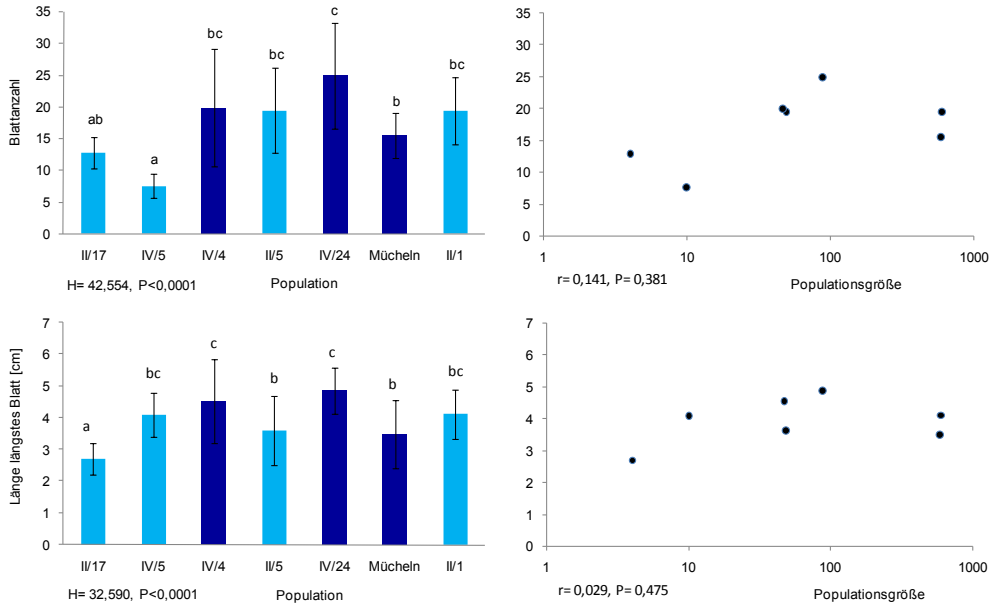 Blattanzahl
35
30
25
20
15
10
5
0
ab
a
bc
bc
c
b
bc
II/17 IV/5 IV/4 II/5 IV/24 Mücheln II/1
H= 42,554, P<0,0001
Population
35
30
25
20
15
10
5
0
1 10 100 1000
r= 0,141, P= 0,381
Populationsgröße
Länge längstes Blatt [cm]
7
6
5
4
3
2
1
0
a
bc
c
b
c
b
bc
II/17 IV/5 IV/4 II/5 IV/24 Mücheln II/1
H= 32,590, P<0,0001
Population
7
6
5
4
3
2
1
0
1 10 100 1000
r= 0,029, P= 0,475
Populationsgröße